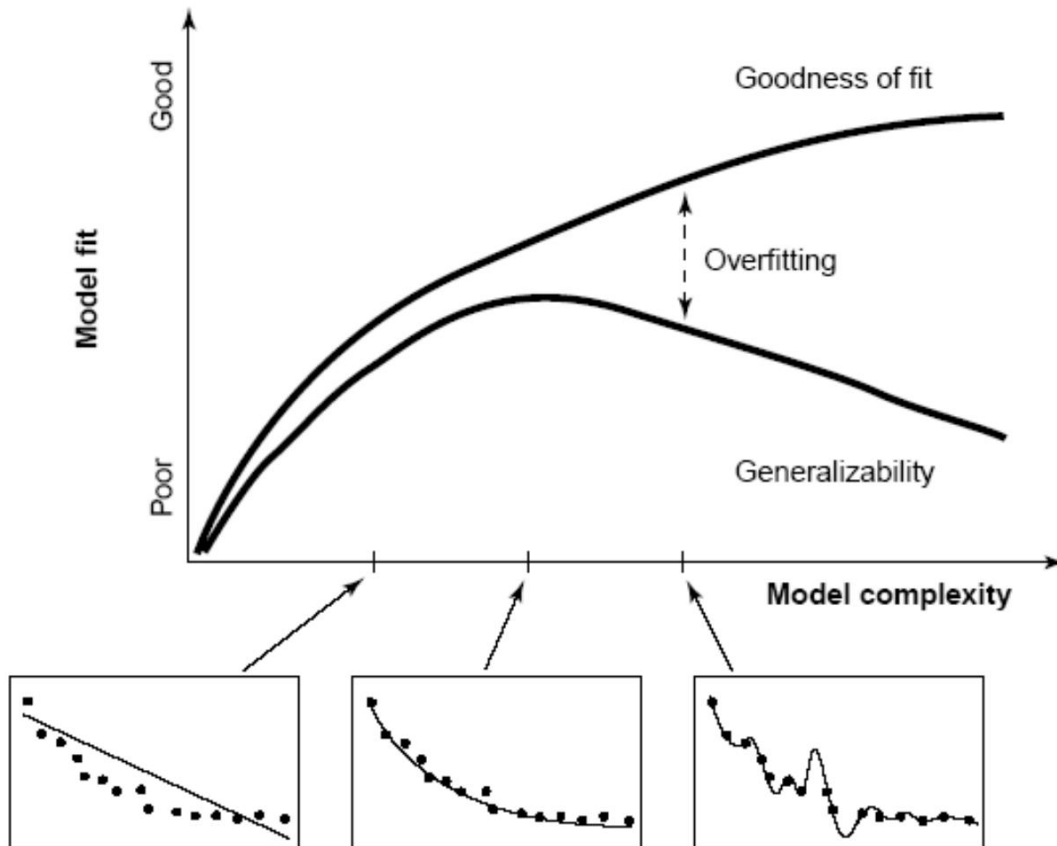 Good
Goodness of fit
Model fit
Overfitting
Poor
Generalizability
Model complexity